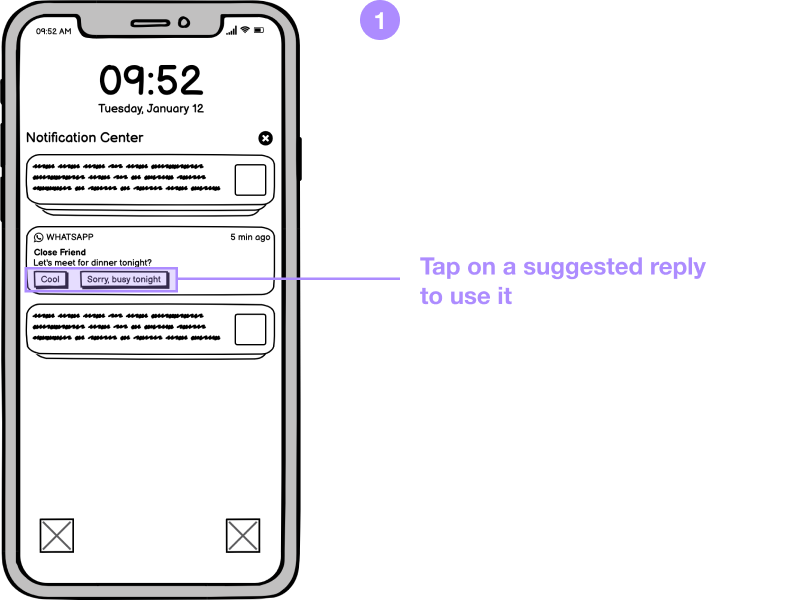 1
09:52 AM
09:52
Tuesday, January 12
Notification Center
WHATSAPP 5 min ago
Close Friend
Let's meet for dinner tonight?
Cool Sorry, busy tonight
Tap on a suggested reply
to use it